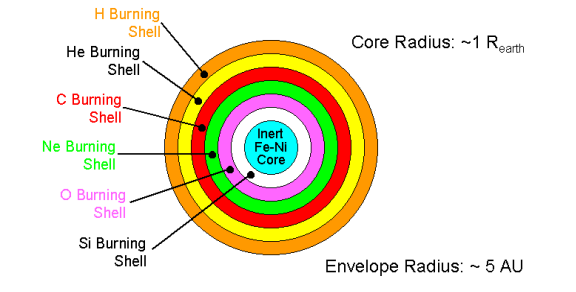 H Burning
Shell
He Burning
Shell
C Burning
Shell
Ne Burning
Shell
O Burning
Shell
Si Burning
Shell
Inert
Fe-Ni
Core
Core Radius: ~1 Rearth
Envelope Radius: ~ 5 AU